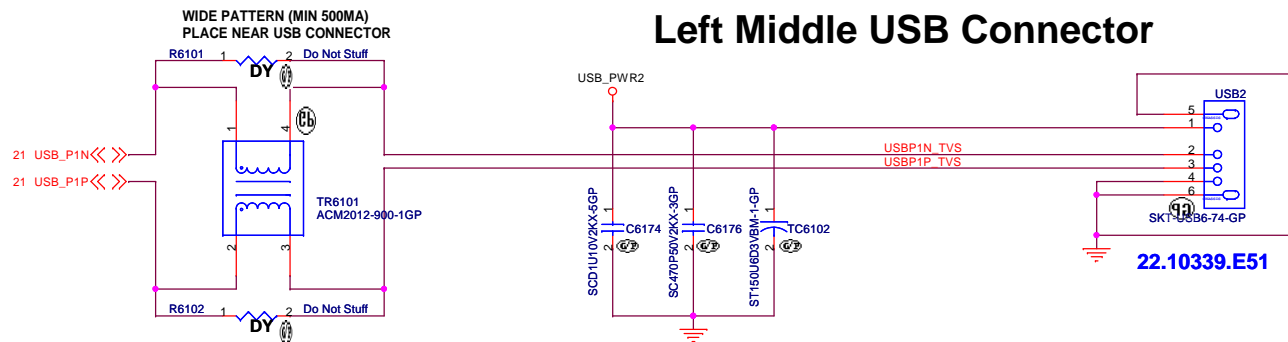 WIDE PATTERN (MIN 500MA)
PLACE NEAR USB CONNECTOR
Left Middle USB Connector
R6101 1 2 Do Not Stuff
DY
USB_PWR2
USB2
5
1
1 4
21 USB_P1N
USBP1N_TVS 2
21 USB_P1P
USBP1P_TVS 3
4
6
TR6101
ACM2012-900-1GP
SKT-USB6-74-GP
22.10339.E51
2 3
1 1 1
C6174 C6176 TC6102
2 2 2
SCD1U10V2KX-5GP
SC470P50V2KX-3GP
ST150U6D3VBM-1-GP
R6102 1 2 Do Not Stuff
DY